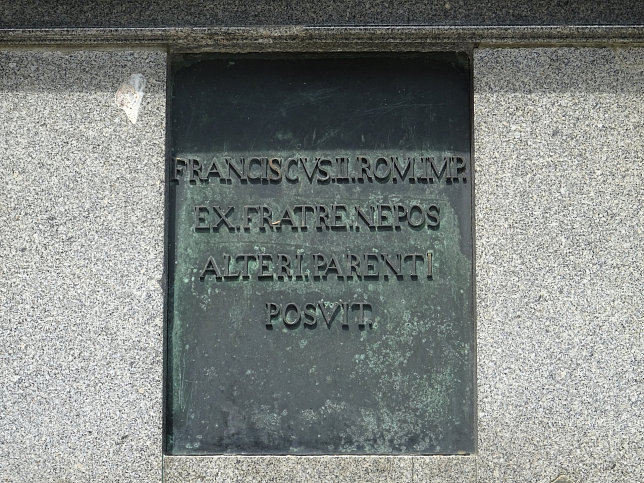 FRANCISCVS.II.ROM.IMP.
EX.FRATRE.NEPOS
ALTERI.PARENTI
POSVIT.